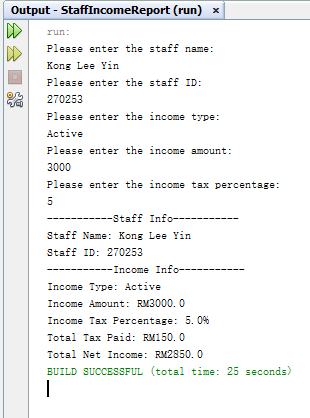 Output - StaffIncomeReport (run) ×
run:
Please enter the staff name:
Kong Lee Yin
Please enter the staff ID:
270253
Please enter the income type:
Active
Please enter the income amount:
3000
Please enter the income tax percentage:
5
-----------Staff Info-----------
Staff Name: Kong Lee Yin
Staff ID: 270253
-----------Income Info-----------
Income Type: Active
Income Amount: RM3000.0
Income Tax Percentage: 5.0%
Total Tax Paid: RM150.0
Total Net Income: RM2850.0
BUILD SUCCESSFUL (total time: 25 seconds)